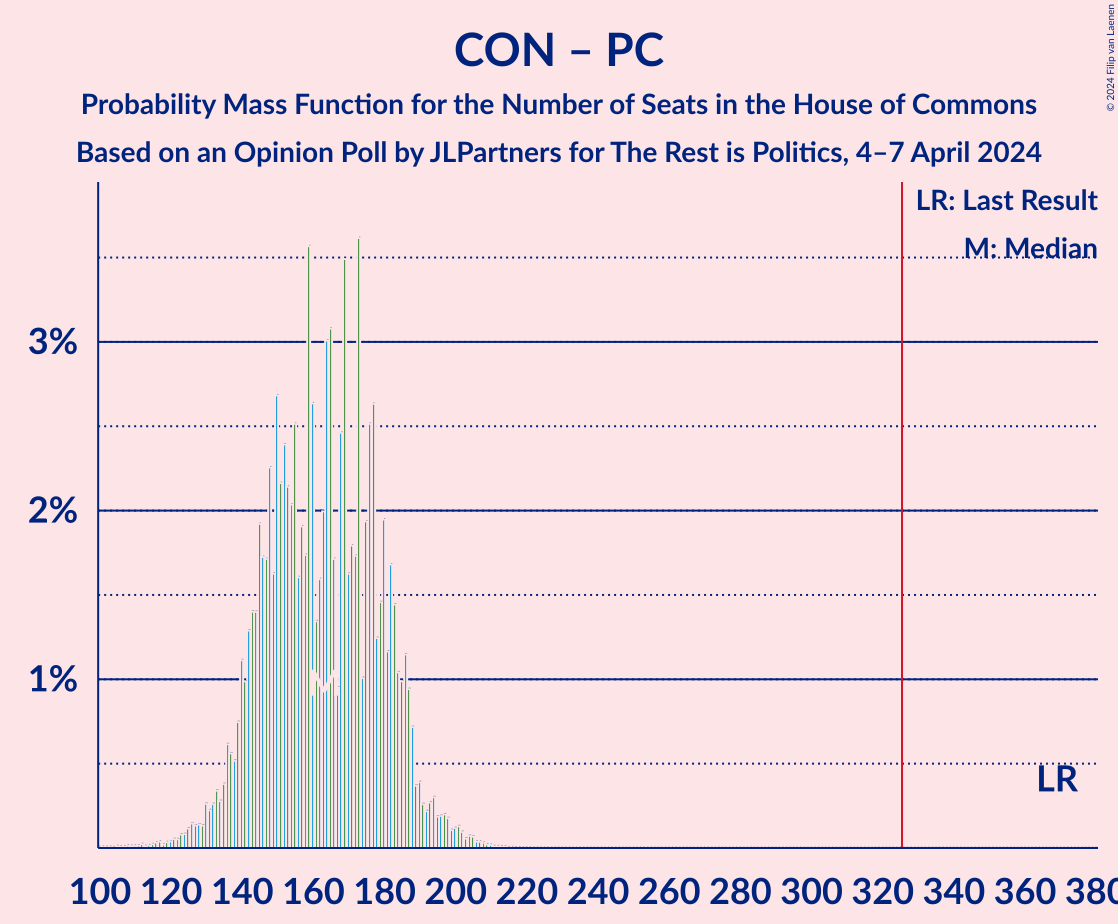 CON – PC
Probability Mass Function for the Number of Seats in the House of Commons
Based on an Opinion Poll by JLPartners for The Rest is Politics, 4–7 April 2024
© 2024 Filip van Laenen
LR: Last Result
M: Median
3%
2%
1%
M
LR
100 120 140 160 180 200 220 240 260 280 300 320 340 360 380